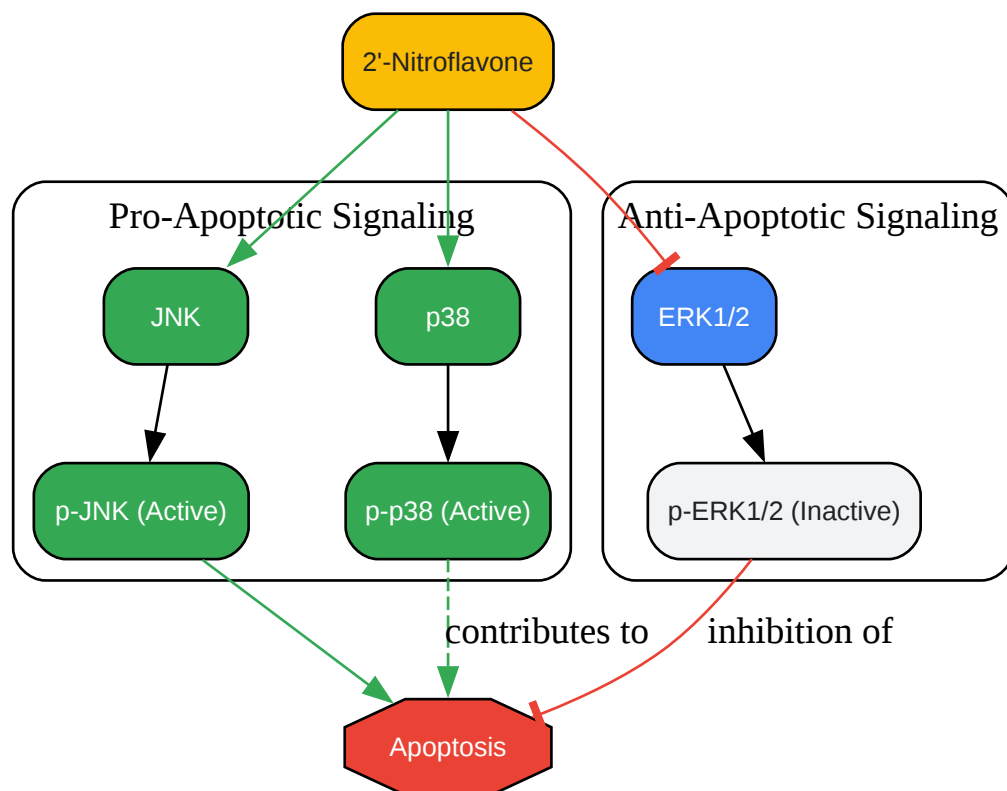 2'-Nitroflavone
Pro-Apoptotic Signaling
Anti-Apoptotic Signaling
JNK
p38
ERK1/2
p-JNK (Active)
p-p38 (Active)
p-ERK1/2 (Inactive)
contributes to
inhibition of
Apoptosis